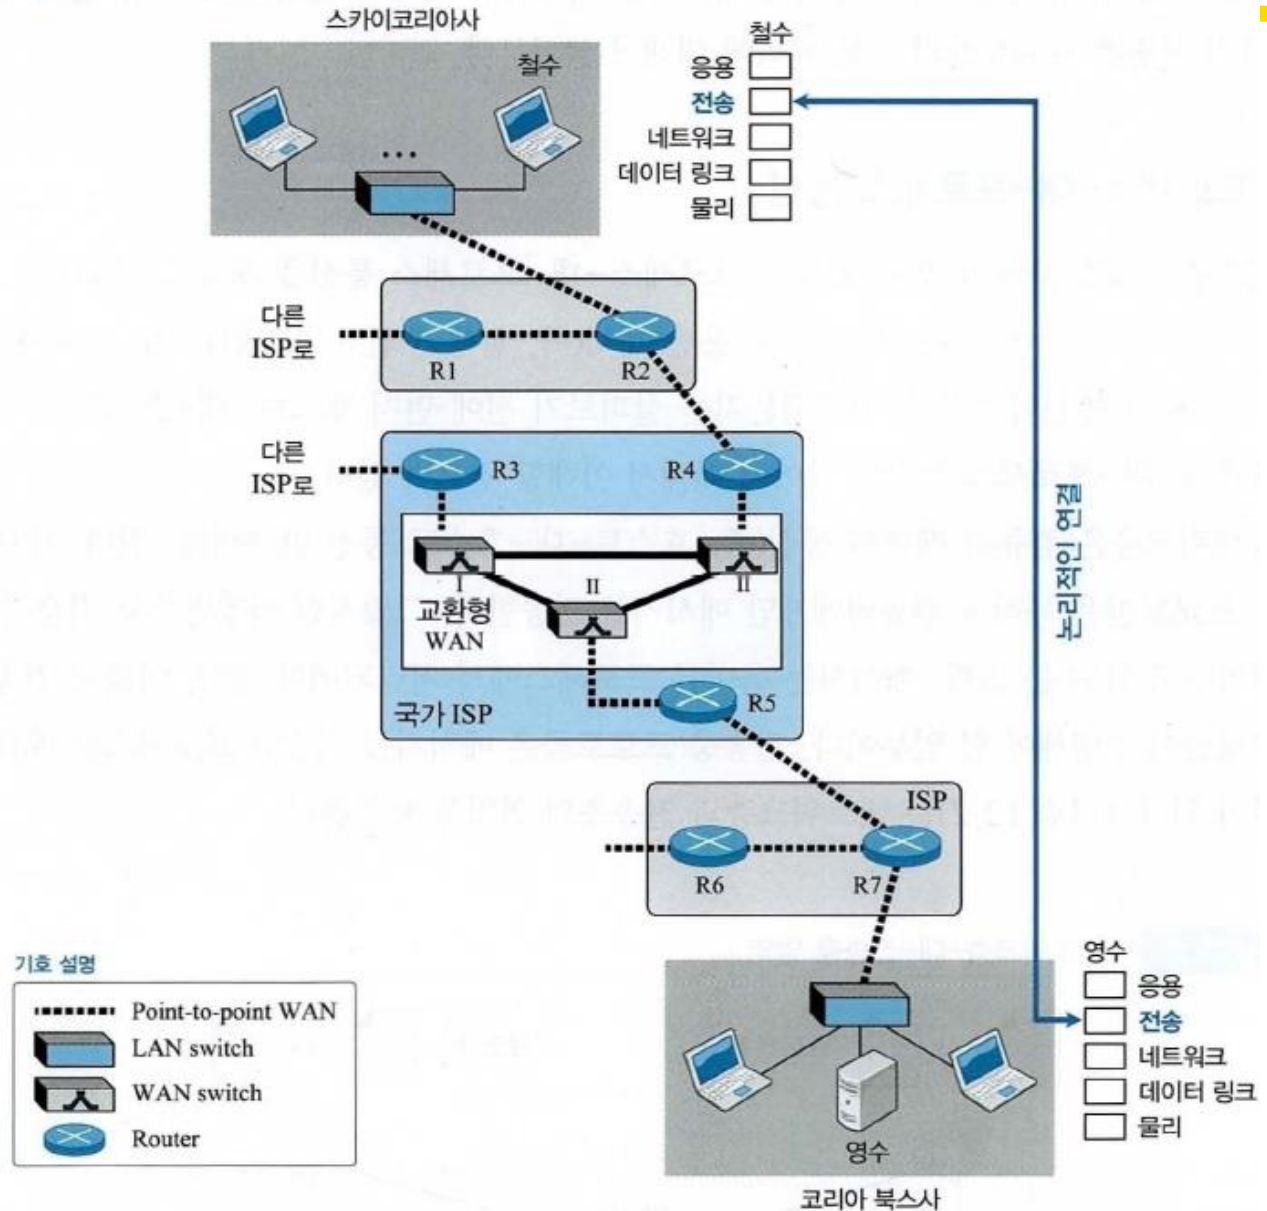 스카이코리아사
철수
철수
응용
전송
네트워크
데이터 링크
물리
다른
ISP로
R1
R2
다른
ISP로
R3
R4
I
II
II
교환형
WAN
국가 ISP
R5
논리적인 연결
ISP
R6
R7
기호 설명
Point-to-point WAN
LAN switch
WAN switch
Router
영수
응용
전송
네트워크
데이터 링크
물리
영수
코리아 북스사